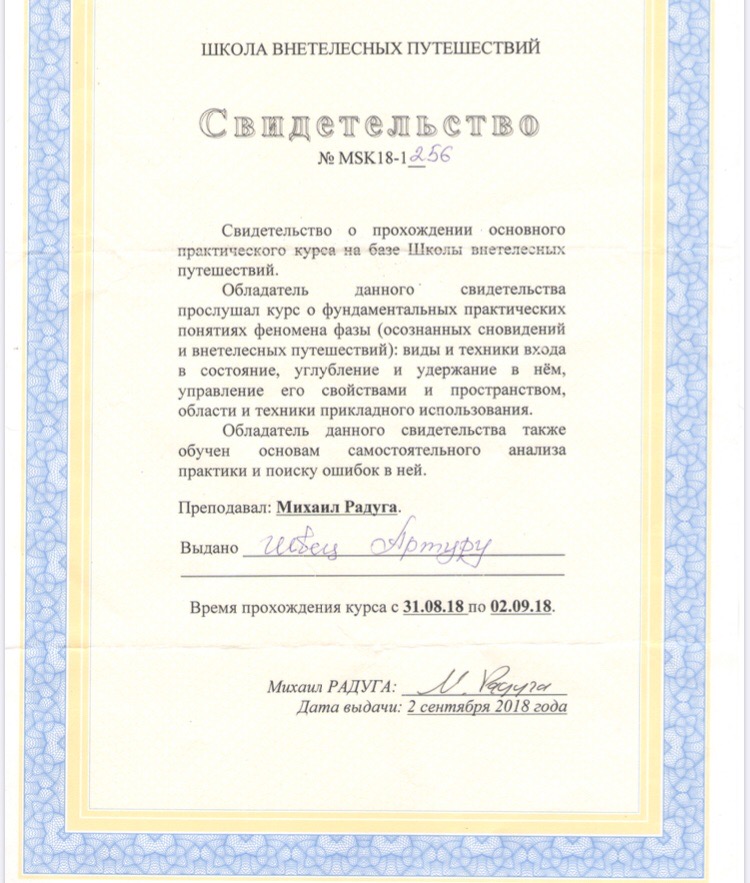 ШКОЛА ВНЕТЕЛЕСНЫХ ПУТЕШЕСТВИЙ
Свидетельство
№ MSK18-1256
Свидетельство о прохождении основного
практического курса на базе Школы внетелесных
путешествий.
Обладатель данного свидетельства
прослушал курс о фундаментальных практических
понятиях феномена фазы (осознанных сновидений
и внетелесных путешествий): виды и техники входа
в состояние, углубление и удержание в нём,
управление его свойствами и пространством,
области и техники прикладного использования.
Обладатель данного свидетельства также
обучен основам самостоятельного анализа
практики и поиску ошибок в ней.
Преподавал: Михаил Радуга.
Выдано Швец Артуру
Время прохождения курса с 31.08.18 по 02.09.18.
Михаил РАДУГА: М. Радуга
Дата выдачи: 2 сентября 2018 года